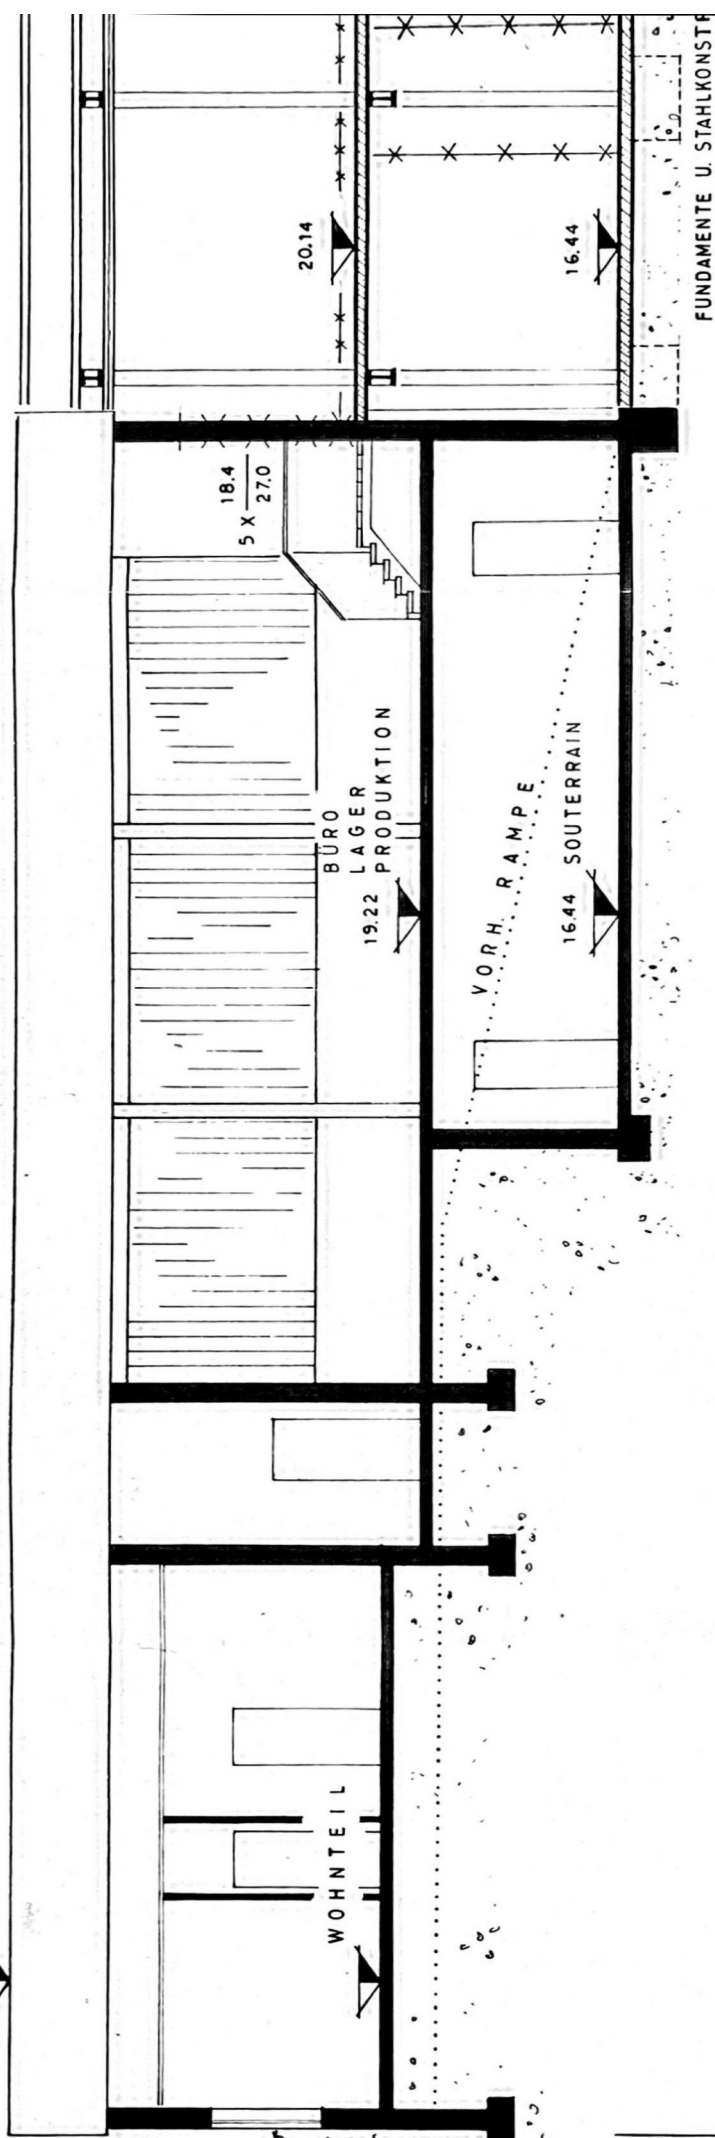 FUNDAMENTE U. STAHLKONSTR
20.14
16.44
5 X 18.4
27.0
BÜRO
LAGER
PRODUKTION
19.22
VORH. RAMPE
16.44 SOUTERRAIN
WOHNTEIL